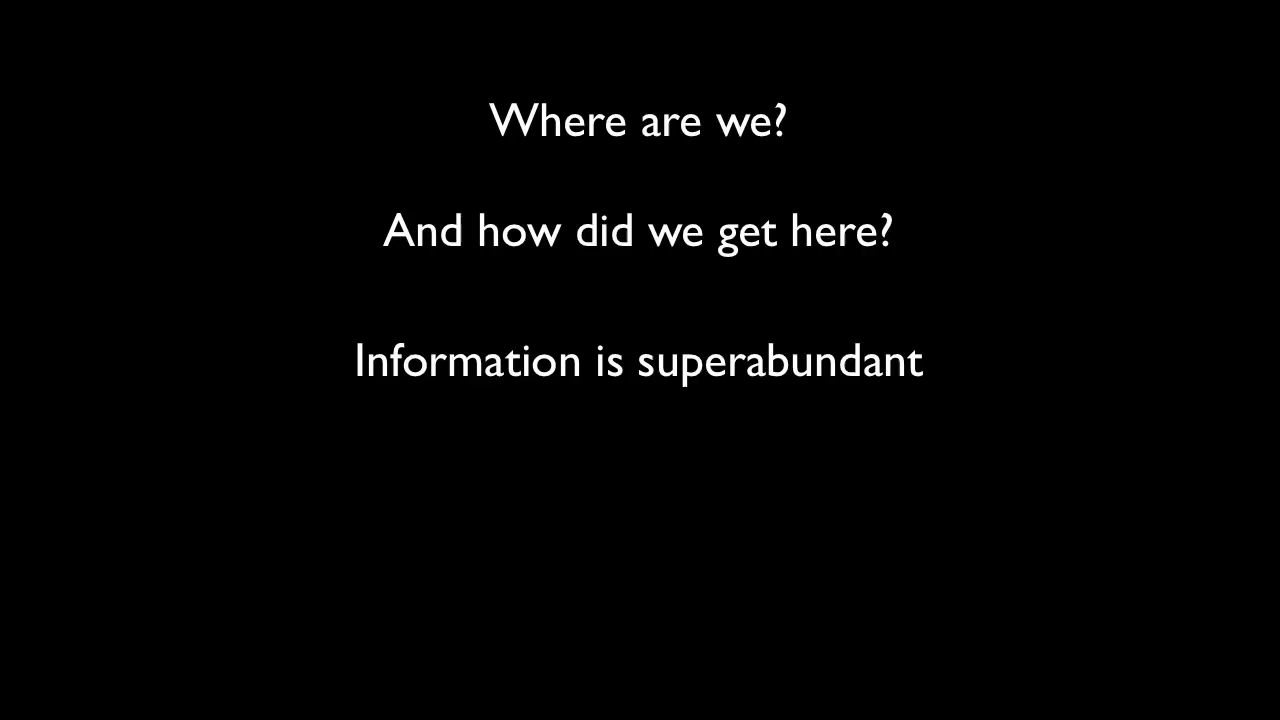 Where are we?
And how did we get here?
Information is superabundant